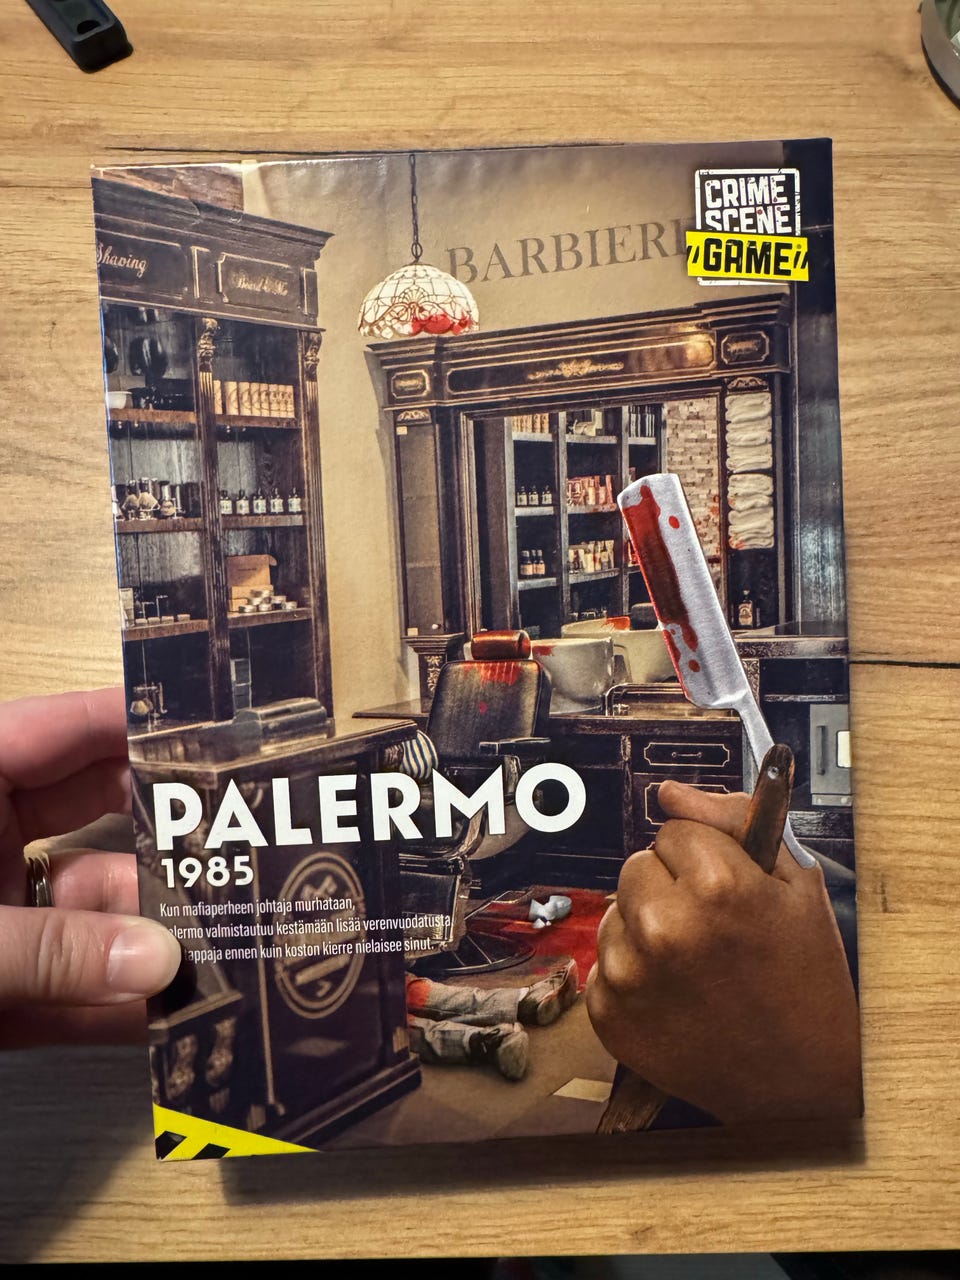 CRIME
SCENE
GAME
BARBIERI
Shaving
PALERMO
1985
Kun mafiaperheen johtaja murhataan,
valmistautuu kestämään lisää verenvuodatusta.
ennen kuin koston kierre nielaisee sinut.